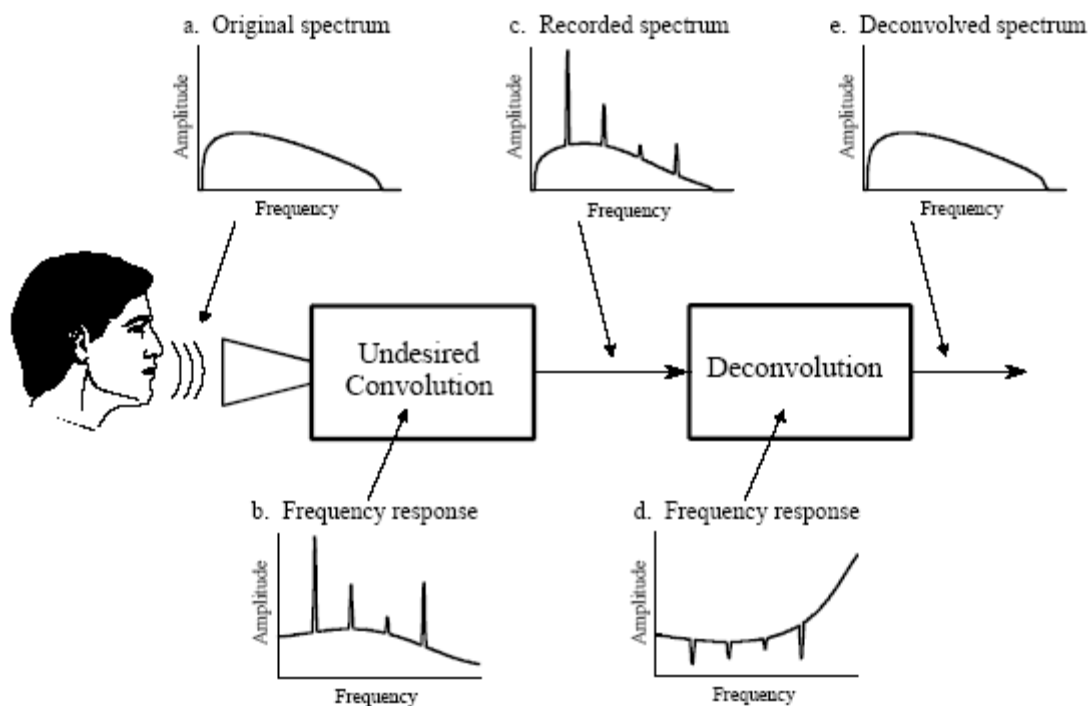 a. Original spectrum
Amplitude
Frequency
c. Recorded spectrum
Amplitude
Frequency
e. Deconvolved spectrum
Amplitude
Frequency
Undesired
Convolution
Deconvolution
b. Frequency response
Amplitude
Frequency
d. Frequency response
Amplitude
Frequency